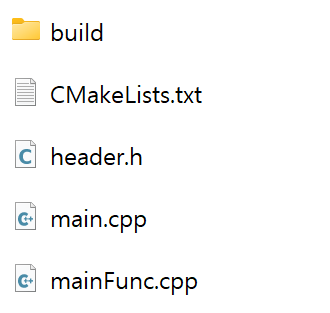 build
CMakeLists.txt
header.h
main.cpp
mainFunc.cpp